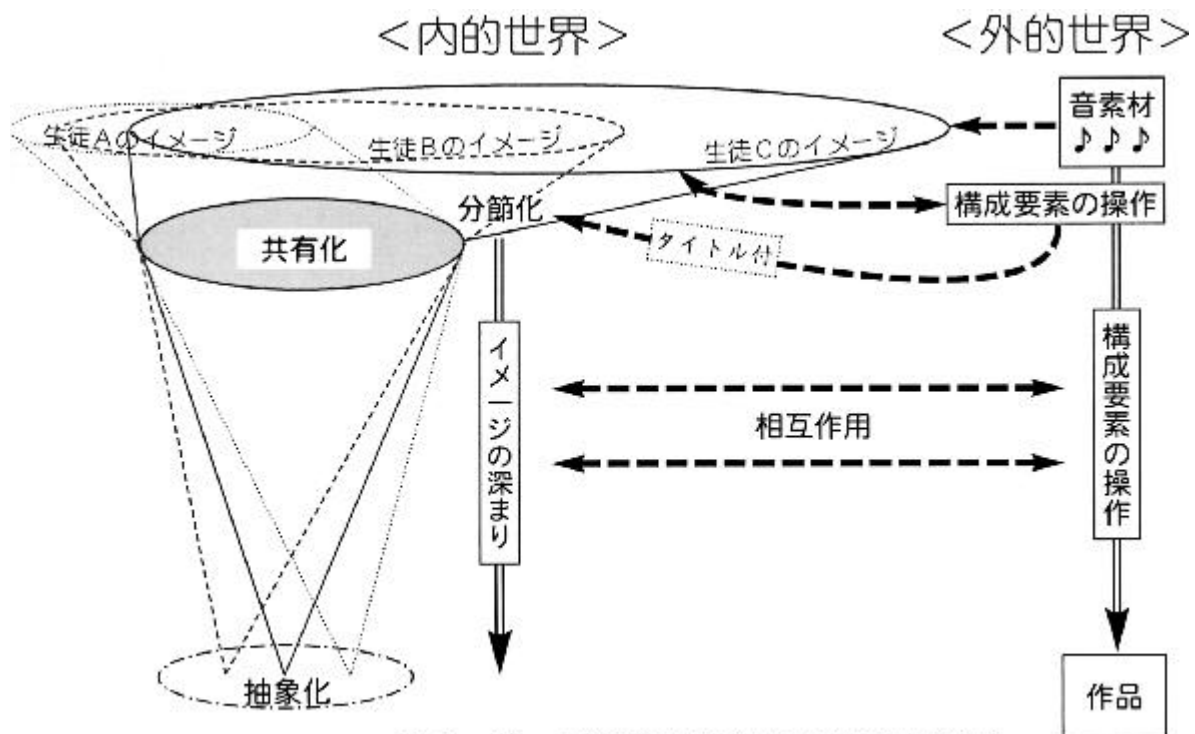 <内的世界>
<外的世界>
音素材
♪♪♪
生徒Aのイメージ
生徒Bのイメージ
生徒Cのイメージ
構成要素の操作
分節化
タイトル付
共有化
イメージの深まり
相互作用
構成要素の操作
抽象化
作品